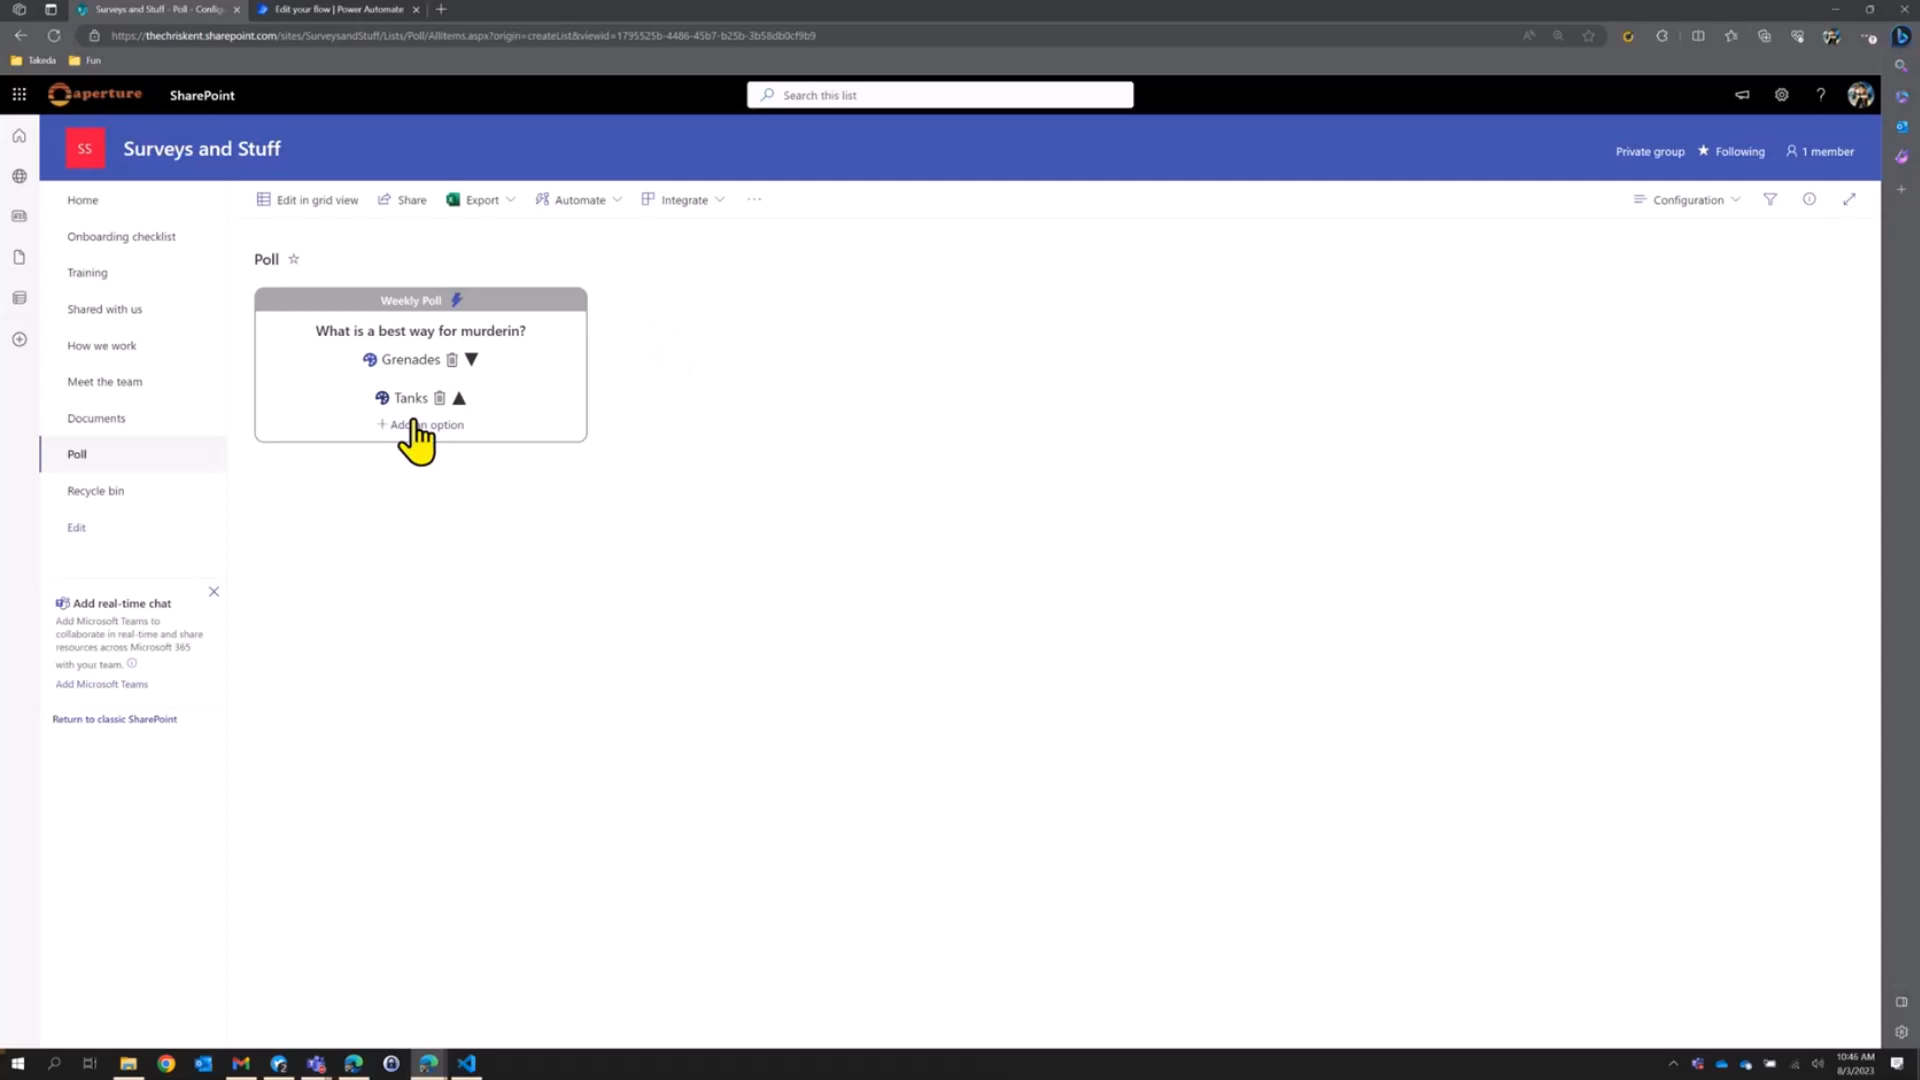 Surveys and Stuff - Poll - Config
Edit your flow | Power Automate
https://thechriskent.sharepoint.com/sites/SurveysandStuff/Lists/Poll/AllItems.aspx?origin=createList&viewid=1795525b-4486-45b7-b25b-3b58db0cf9b9
Takeda
Fun
aperture
SharePoint
Search this list
SS
Surveys and Stuff
Private group
Following
1 member
Home
Edit in grid view
Share
Export
Automate
Integrate
Configuration
Onboarding checklist
Training
Shared with us
How we work
Meet the team
Documents
Poll
Recycle bin
Edit
Poll
Weekly Poll
What is a best way for murderin?
Grenades
Tanks
+ Add an option
Add real-time chat
Add Microsoft Teams to
collaborate in real-time and share
resources across Microsoft 365
with your team.
Add Microsoft Teams
Return to classic SharePoint
10:46 AM
8/3/2023